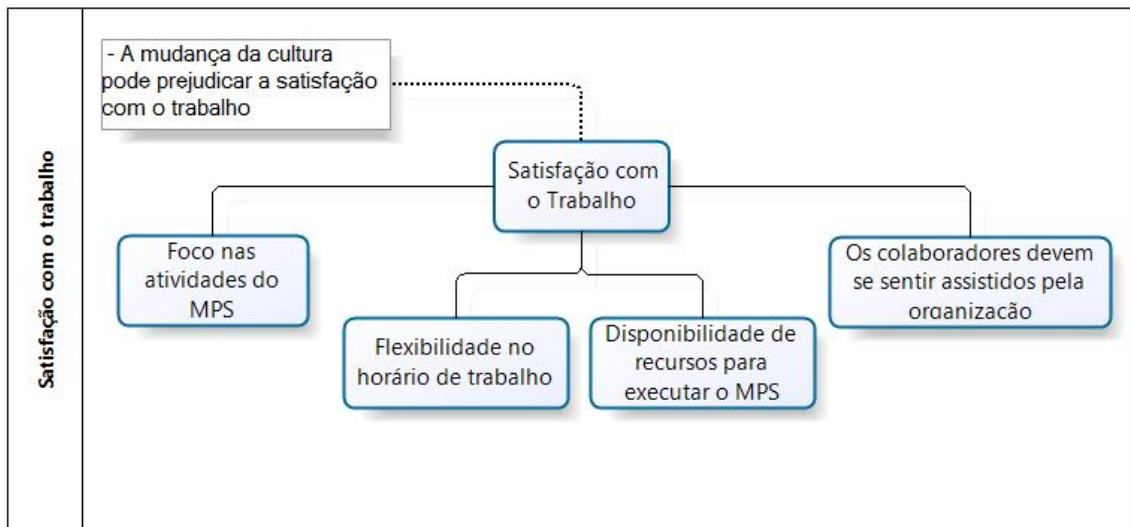 Satisfação com o trabalho
- A mudança da cultura
pode prejudicar a satisfação
com o trabalho
Satisfação com
o Trabalho
Foco nas
atividades do
MPS
Flexibilidade no
horário de trabalho
Disponibilidade de
recursos para
executar o MPS
Os colaboradores devem
se sentir assistidos pela
organização